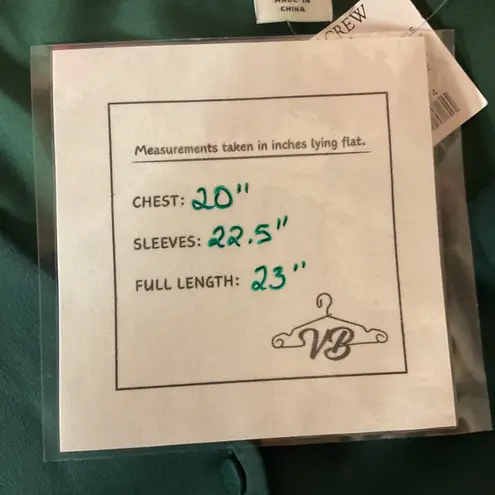 MADE IN
CHINA
CREW
Measurements taken in inches lying flat.
CHEST: 20"
SLEEVES: 22.5"
FULL LENGTH: 23"
VB